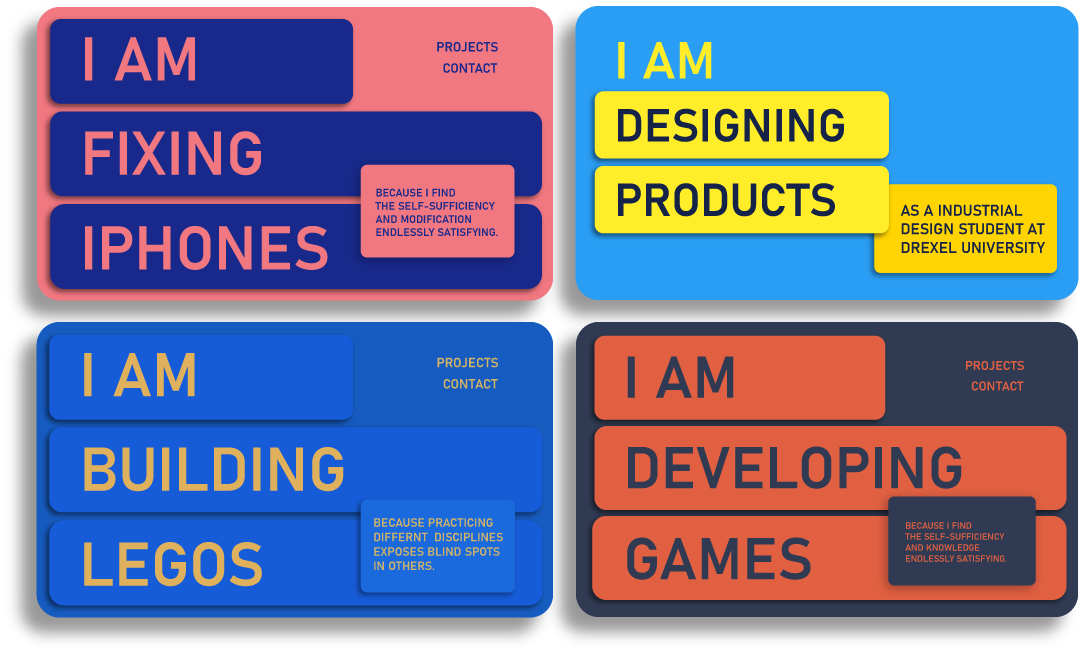 I AM
PROJECTS
CONTACT
FIXING
IPHONES
BECAUSE I FIND
THE SELF-SUFFICIENCY
AND MODIFICATION
ENDLESSLY SATISFYING.
I AM
DESIGNING
PRODUCTS
AS A INDUSTRIAL
DESIGN STUDENT AT
DREXEL UNIVERSITY
I AM
PROJECTS
CONTACT
BUILDING
LEGOS
BECAUSE PRACTICING
DIFFERNT DISCIPLINES
EXPOSES BLIND SPOTS
IN OTHERS.
I AM
PROJECTS
CONTACT
DEVELOPING
GAMES
BECAUSE I FIND
THE SELF-SUFFICIENCY
AND KNOWLEDGE
ENDLESSLY SATISFYING.